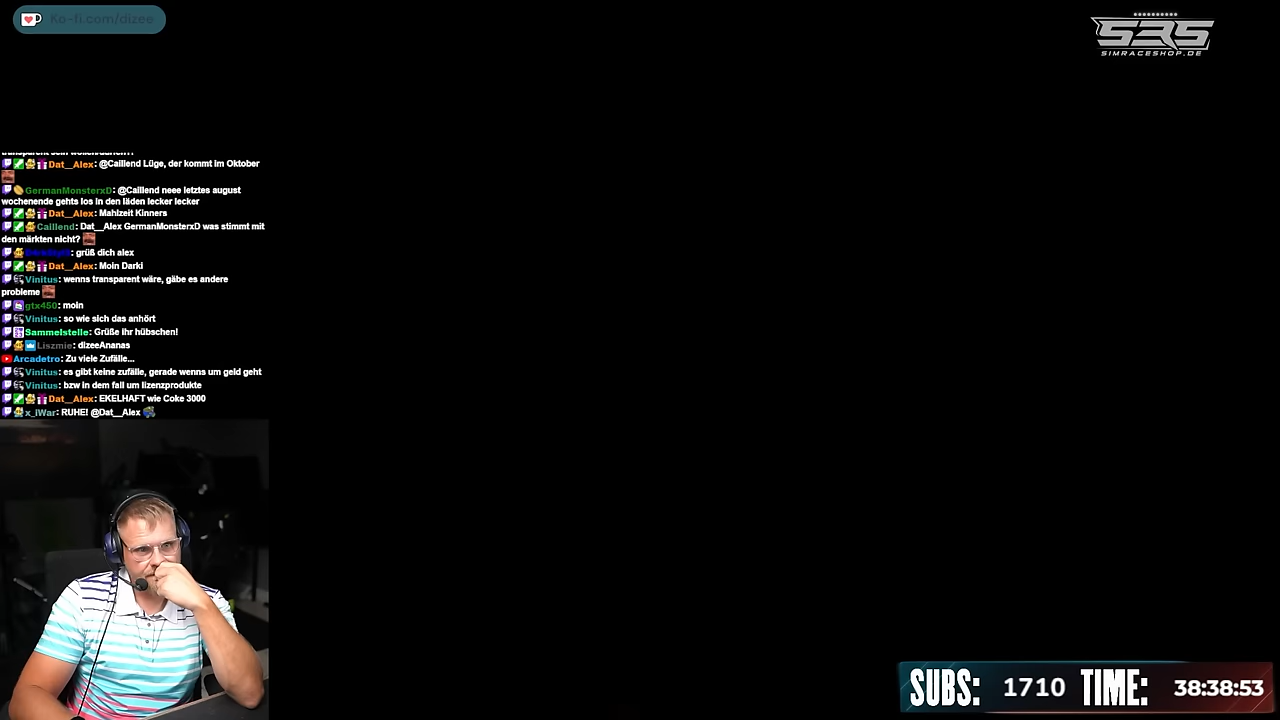 Ko-fi.com/dizee
SRS
SIMRACESHOP.DE
Dat__Alex: @Caillend Lüge, der kommt im Oktober
GermanMonsterxD: @Caillend neee letztes august
wochenende gehts los in den läden lecker lecker
Dat__Alex: Mahlzeit Kinners
Caillend: Dat__Alex GermanMonsterxD was stimmt mit
den märkten nicht?
: grüß dich alex
Dat__Alex: Moin Darki
Vinitus: wenns transparent wäre, gäbe es andere
probleme
gtx450: moin
Vinitus: so wie sich das anhört
Sammelstelle: Grüße ihr hübschen!
Liszmie: dizeeAnanas
Arcadetro: Zu viele Zufälle...
Vinitus: es gibt keine zufälle, gerade wenns um geld geht
Vinitus: bzw in dem fall um lizenzprodukte
Dat__Alex: EKELHAFT wie Coke 3000
x_iWar: RUHE! @Dat__Alex
SUBS: 1710 TIME: 38:38:53